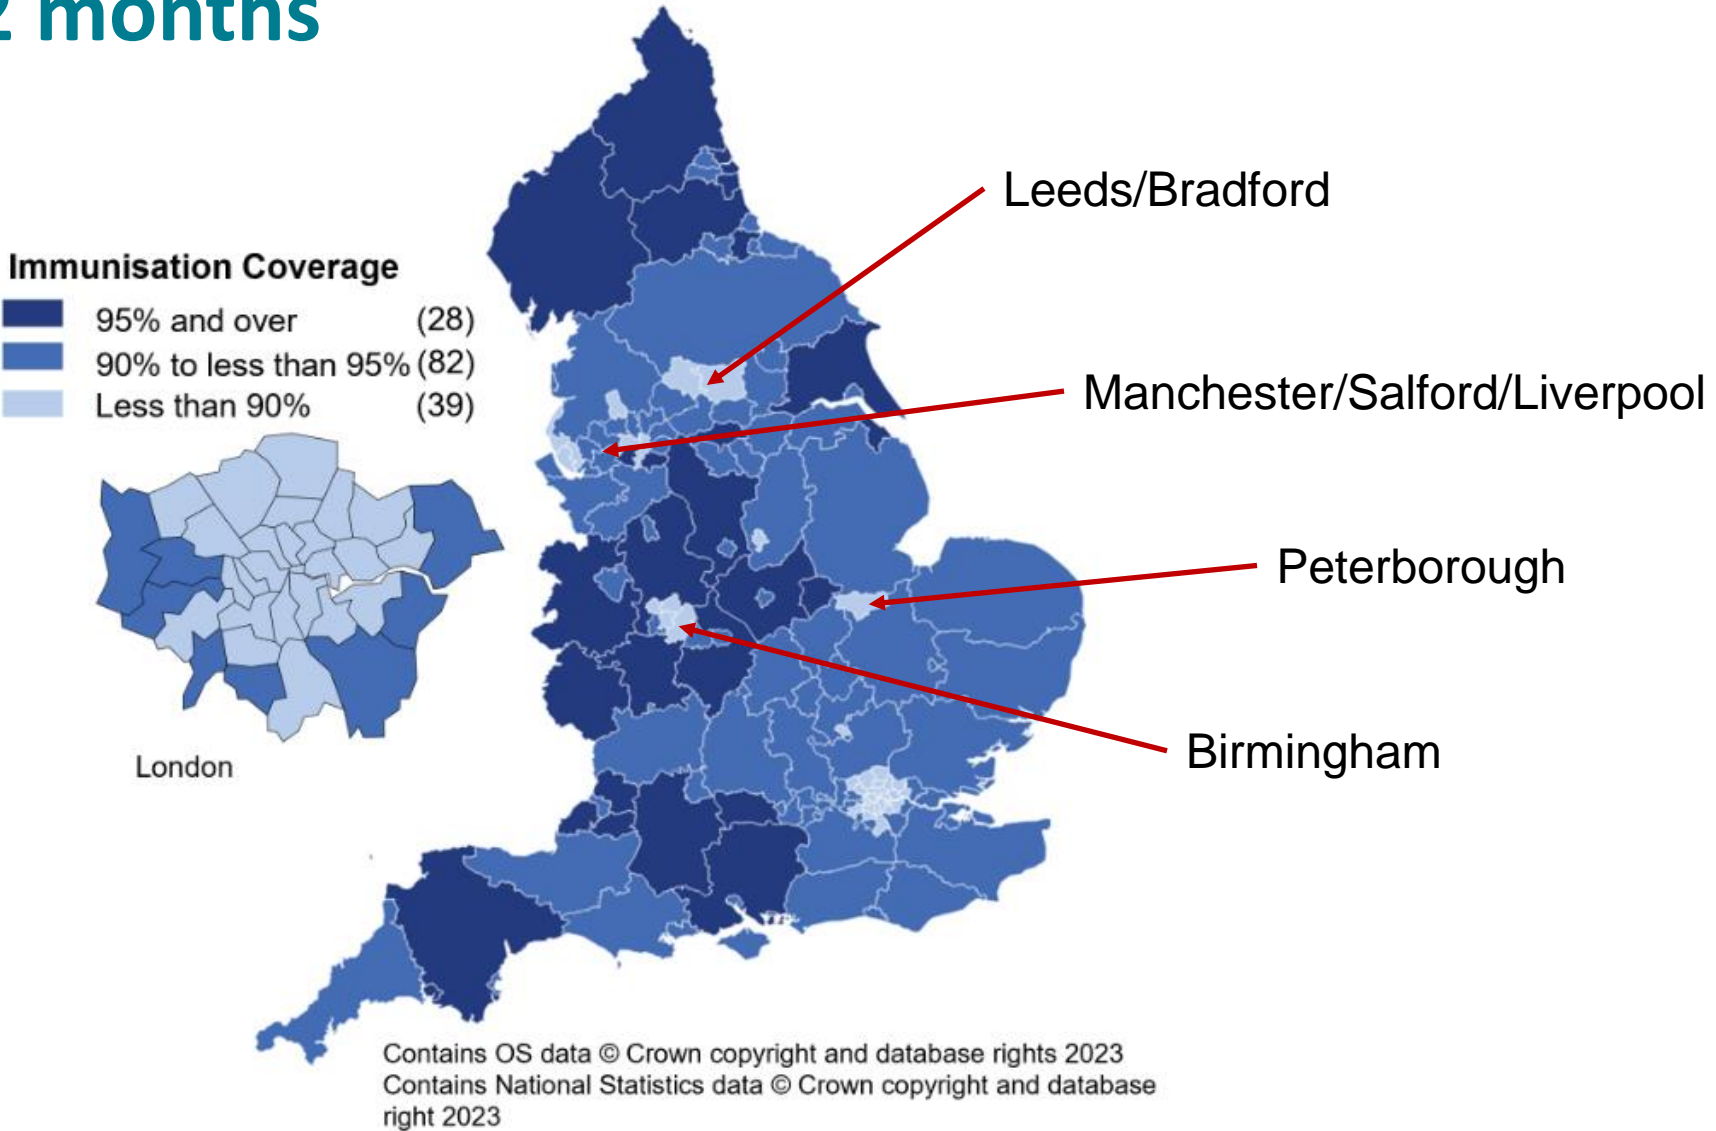 2 months
Leeds/Bradford
Immunisation Coverage
95% and over (28)
90% to less than 95% (82)
Less than 90% (39)
Manchester/Salford/Liverpool
Peterborough
Birmingham
London
Contains OS data © Crown copyright and database rights 2023
Contains National Statistics data © Crown copyright and database
right 2023